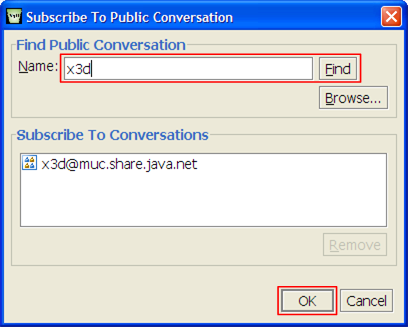 Subscribe To Public Conversation
Find Public Conversation
Name: x3d Find
Browse...
Subscribe To Conversations
x3d@muc.share.java.net
Remove
OK Cancel